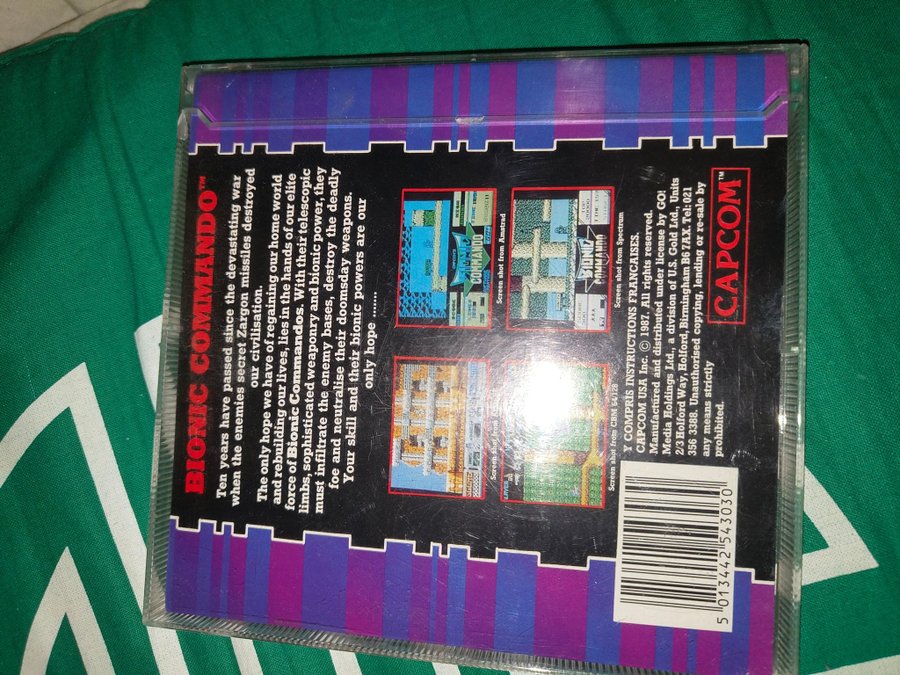 BIONIC COMMANDO™
Ten years have passed since the devastating war
when the enemies secret Zargon missiles destroyed
our civilisation.
The only hope we have of regaining our home world
and rebuilding our lives, lies in the hands of our elite
force of Bionic Commandos. With their telescopic
limbs, sophisticated weaponry and bionic power, they
must infiltrate the enemy bases, destroy the deadly
foe and neutralise their doomsday weapons.
Your skill and their bionic powers are our
only hope ......
COMMANDO
Screen shot from Amstrad
Screen shot from
BIONIC
COMMANDO
Screen shot from Spectrum
Screen shot from CBM 64/128
Y COMPRIS INSTRUCTIONS FRANCAISES.
CAPCOM USA Inc. © 1987. All rights reserved.
Manufactured and distributed under license by GO!
Media Holdings Ltd., a division of U.S. Gold Ltd., Units
2/3 Holford Way, Holford, Birmingham B6 7AX. Tel: 021
356 3388. Unauthorised copying, lending or re-sale by
any means strictly
prohibited.
CAPCOM™
5 013442 543030